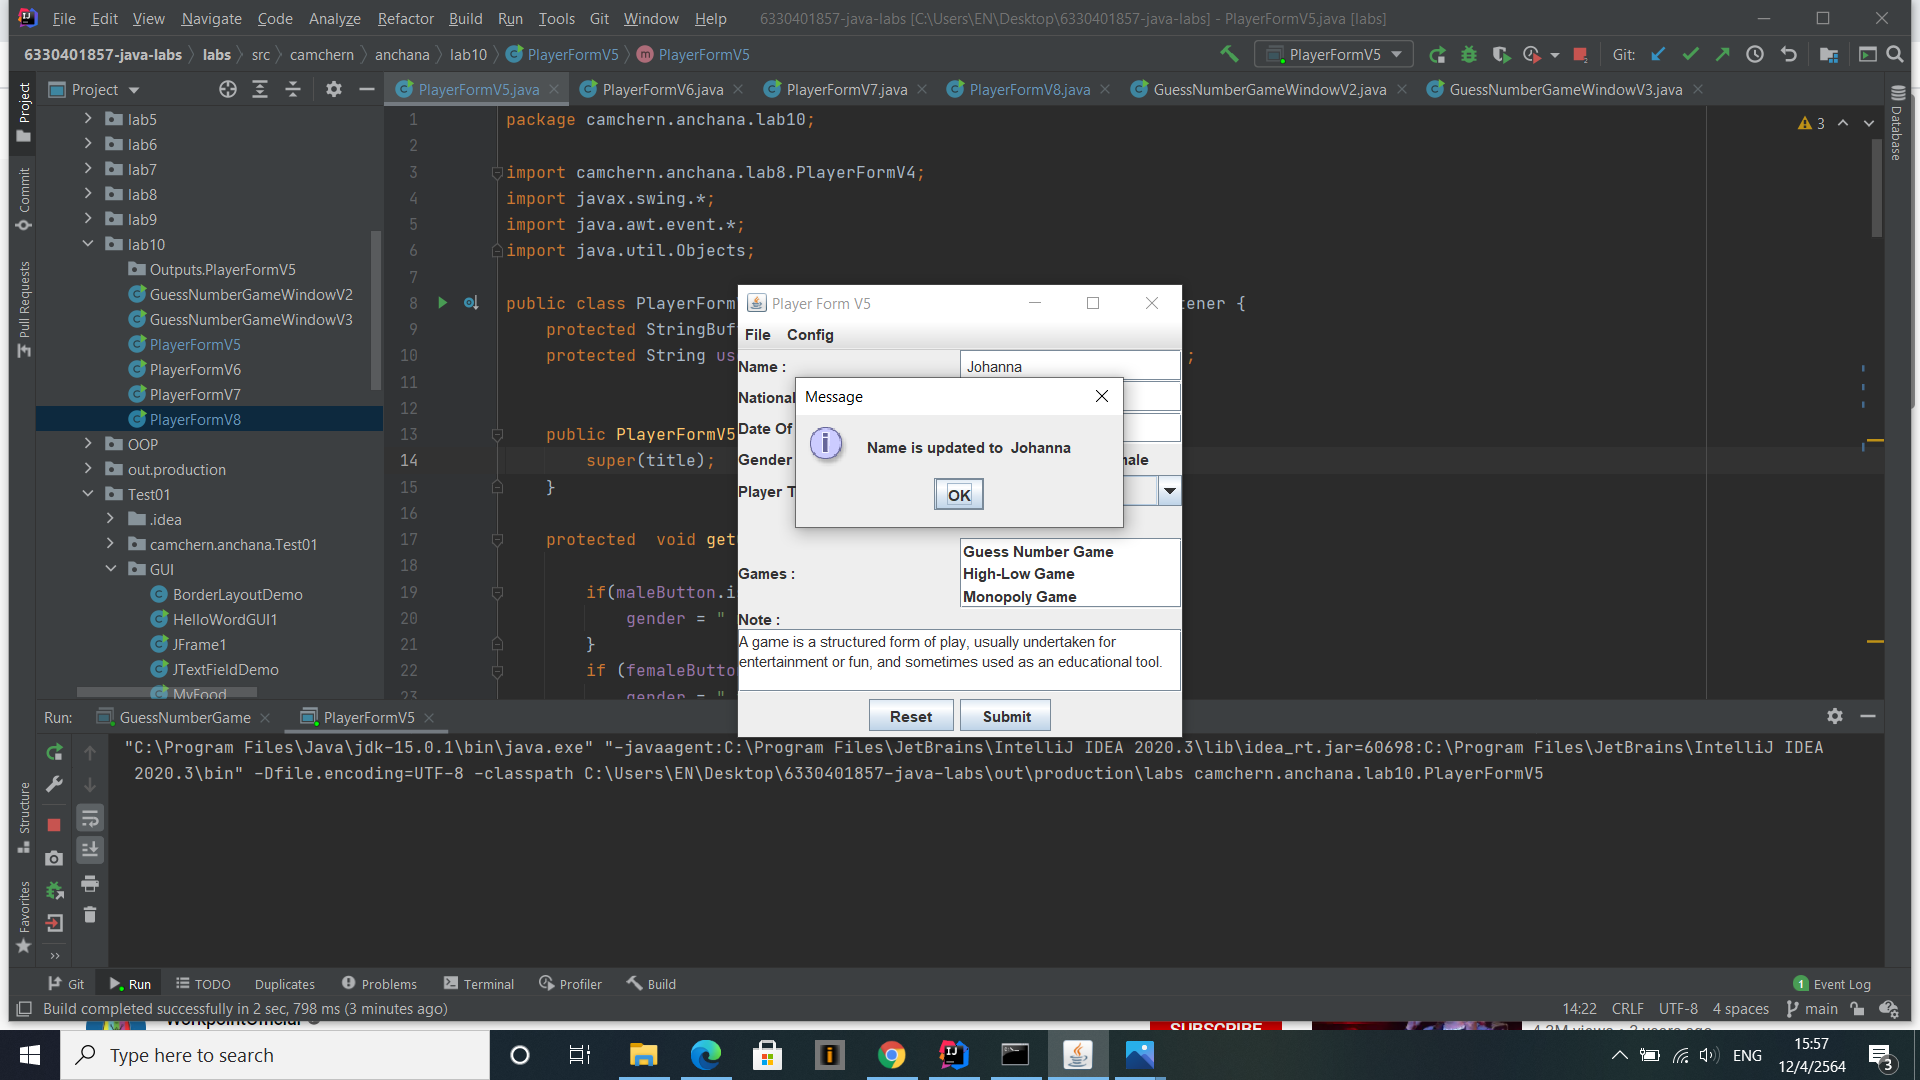 File Edit View Navigate Code Analyze Refactor Build Run Tools Git Window Help 6330401857-java-labs [C:\Users\EN\Desktop\6330401857-java-labs] - PlayerFormV5.java [labs]
6330401857-java-labs labs src camchern anchana lab10 PlayerFormV5 PlayerFormV5 PlayerFormV5 Git:
Project
Project
PlayerFormV5.java PlayerFormV6.java PlayerFormV7.java PlayerFormV8.java GuessNumberGameWindowV2.java GuessNumberGameWindowV3.java
Database
Commit
Pull Requests
lab5
lab6
lab7
lab8
lab9
lab10
Outputs.PlayerFormV5
GuessNumberGameWindowV2
GuessNumberGameWindowV3
PlayerFormV5
PlayerFormV6
PlayerFormV7
PlayerFormV8
OOP
out.production
Test01
.idea
camchern.anchana.Test01
GUI
BorderLayoutDemo
HelloWordGUI1
JFrame1
JTextFieldDemo
MyFood
3
1 package camchern.anchana.lab10;
2
3 import camchern.anchana.lab8.PlayerFormV4;
4 import javax.swing.*;
5 import java.awt.event.*;
6 import java.util.Objects;
7
8 public class PlayerForm tener {
9 protected StringBuf
10 protected String us ;
11
12
13 public PlayerFormV5
14 super(title);
15 }
16
17 protected void get
18
19 if(maleButton.i
20 gender = "
21 }
22 if (femaleButto
23 gender = "
Player Form V5
File Config
Name : Johanna
National
Date Of
Gender ale
Player T
Message
Name is updated to Johanna
OK
Games :
Guess Number Game
High-Low Game
Monopoly Game
Note :
A game is a structured form of play, usually undertaken for
entertainment or fun, and sometimes used as an educational tool.
Reset Submit
Run: GuessNumberGame PlayerFormV5
"C:\Program Files\Java\jdk-15.0.1\bin\java.exe" "-javaagent:C:\Program Files\JetBrains\IntelliJ IDEA 2020.3\lib\idea_rt.jar=60698:C:\Program Files\JetBrains\IntelliJ IDEA
2020.3\bin" -Dfile.encoding=UTF-8 -classpath C:\Users\EN\Desktop\6330401857-java-labs\out\production\labs camchern.anchana.lab10.PlayerFormV5
Structure
Favorites
Git Run TODO Duplicates Problems Terminal Profiler Build 1 Event Log
Build completed successfully in 2 sec, 798 ms (3 minutes ago) 14:22 CRLF UTF-8 4 spaces main
WorkpointOfficial SUBSCRIBE
Type here to search
ENG
15:57
12/4/2564
3